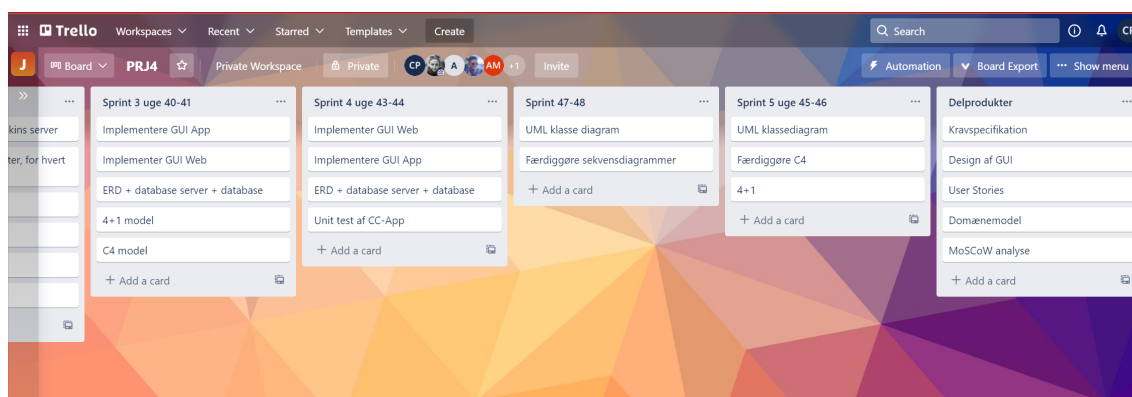 Trello
Workspaces
Recent
Starred
Templates
Create
Search
CP
J
Board
PRJ4
Private Workspace
Private
CP
A
AM
+1
Invite
Automation
Board Export
Show menu
kins server
ter, for hvert
Sprint 3 uge 40-41
Implementere GUI App
Implementer GUI Web
ERD + database server + database
4+1 model
C4 model
+ Add a card
Sprint 4 uge 43-44
Implementer GUI Web
Implementere GUI App
ERD + database server + database
Unit test af CC-App
+ Add a card
Sprint 47-48
UML klasse diagram
Færdiggøre sekvensdiagrammer
+ Add a card
Sprint 5 uge 45-46
UML klassediagram
Færdiggøre C4
4+1
+ Add a card
Delprodukter
Kravspecifikation
Design af GUI
User Stories
Domænemodel
MoSCoW analyse
+ Add a card